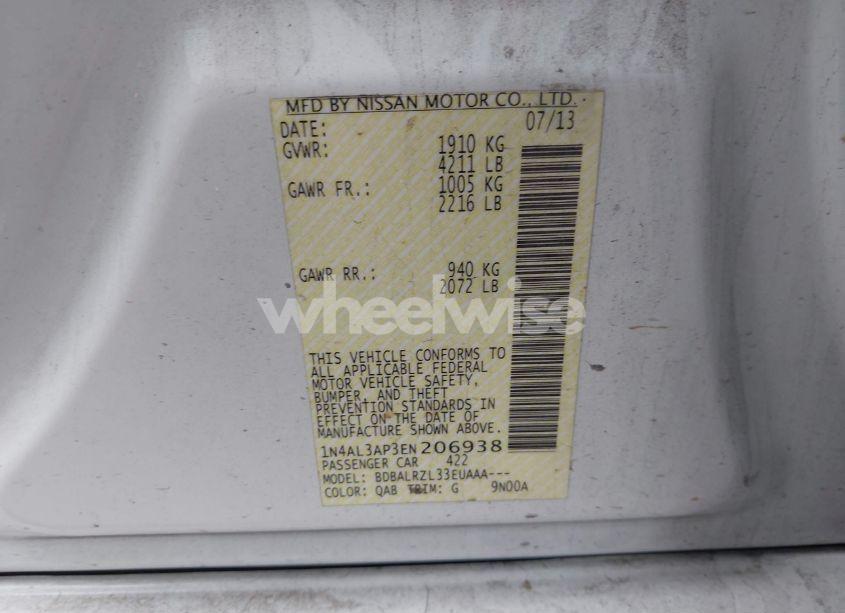 MFD BY NISSAN MOTOR CO., LTD.
DATE: 07/13
GVWR: 1910 KG
4211 LB
GAWR FR.: 1005 KG
2216 LB
GAWR RR.: 940 KG
2072 LB
wheelwise
THIS VEHICLE CONFORMS TO
ALL APPLICABLE FEDERAL
MOTOR VEHICLE SAFETY,
BUMPER, AND THEFT
PREVENTION STANDARDS IN
EFFECT ON THE DATE OF
MANUFACTURE SHOWN ABOVE.
1N4AL3AP3EN206938
PASSENGER CAR 422
MODEL: BDBALRZL33EUAAA---
COLOR: QAB TRIM: G 9N00A